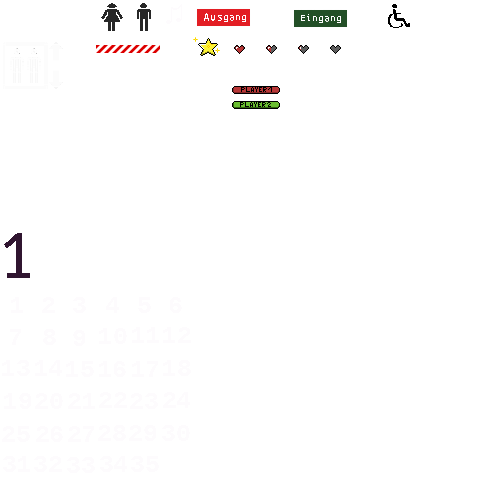 Ausgang Eingang
PLAYER 1
PLAYER 2
1
1 2 3 4 5 6
7 8 9 10 11 12
13 14 15 16 17 18
19 20 21 22 23 24
25 26 27 28 29 30
31 32 33 34 35